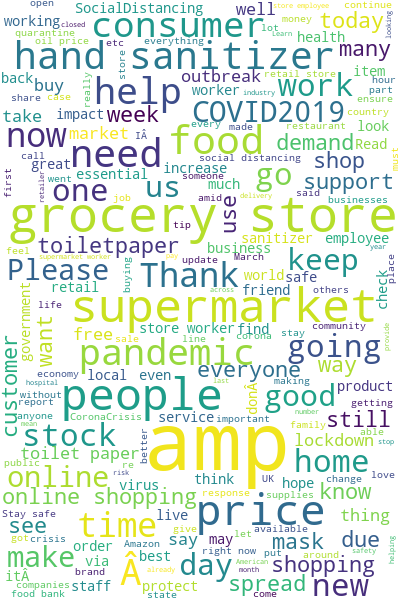 open
SocialDistancing
well
money
continue
working
closed
store employee
looking
quarantine
consumer
today
oil price
etc
everything
lot
Learn
health
hand sanitizer
many
back
buy
really
store
outbreak
retail store
item
hour
share
case
help
worker
industry
work
part
ensure
take
impact
week
COVID2019
country
now
market
IÂ
every
made
restaurant
look
need
food
demand
Read
call
went
great
social distancing
shop
must
first
retailer
essential
increase
someone
go
businesses
one
us
much
amid
delivery
said
support
job
use
grocery store
toiletpaper
tip
sanitizer
employee
feel
supermarket worker
business
year
Please
Thank
update
March
keep
place
buying
across
world
safe
check
retail
friend
others
life
supermarket
government
want
free
sale
store worker
find
stay
community
provide
line
corona
customer
pandemic
going
economy
local
even
everyone
way
hospital
last
making
product
without
report
people
donÂ
good
getting
anyone
CoronaCrisis
service
important
number
still
mean
stock
better
amp
family
able
lockdown
stop
public
toilet paper
re
risk
home
online
virus
think
UK
hope
change
love
online shopping
response
supplies
know
Stay safe
live
give
available
thing
got
crisis
time
say
may
let
price
mask
due
see
order
Amazon
right now
put
around
safety
make
via
best
day
American
shopping
itÂ
Â
month
companies
brand
protect
spread
new
food bank
staff
state
come